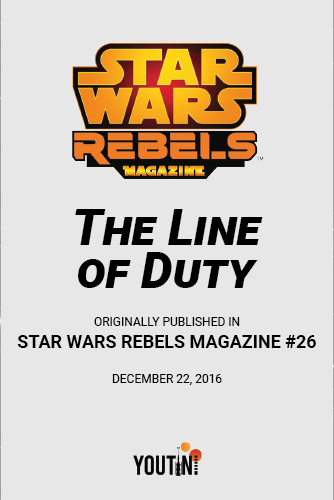 STAR
WARS
REBELS
MAGAZINE
™
THE LINE
OF DUTY
ORIGINALLY PUBLISHED IN
STAR WARS REBELS MAGAZINE #26
DECEMBER 22, 2016
YOUTINI